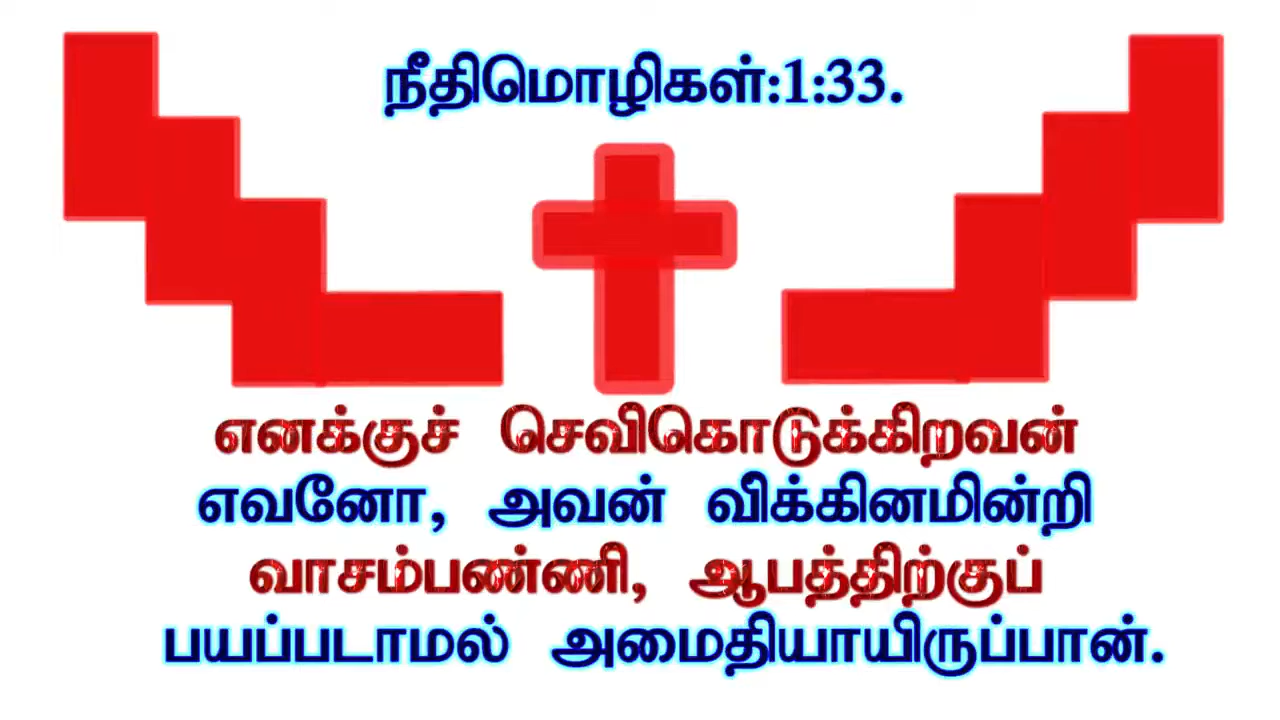 நீதிமொழிகள்:1:33.
எனக்குச் செவிகொடுக்கிறவன்
எவனோ, அவன் விக்கினமின்றி
வாசம்பண்ணி, ஆபத்திற்குப்
பயப்படாமல் அமைதியாயிருப்பான்.